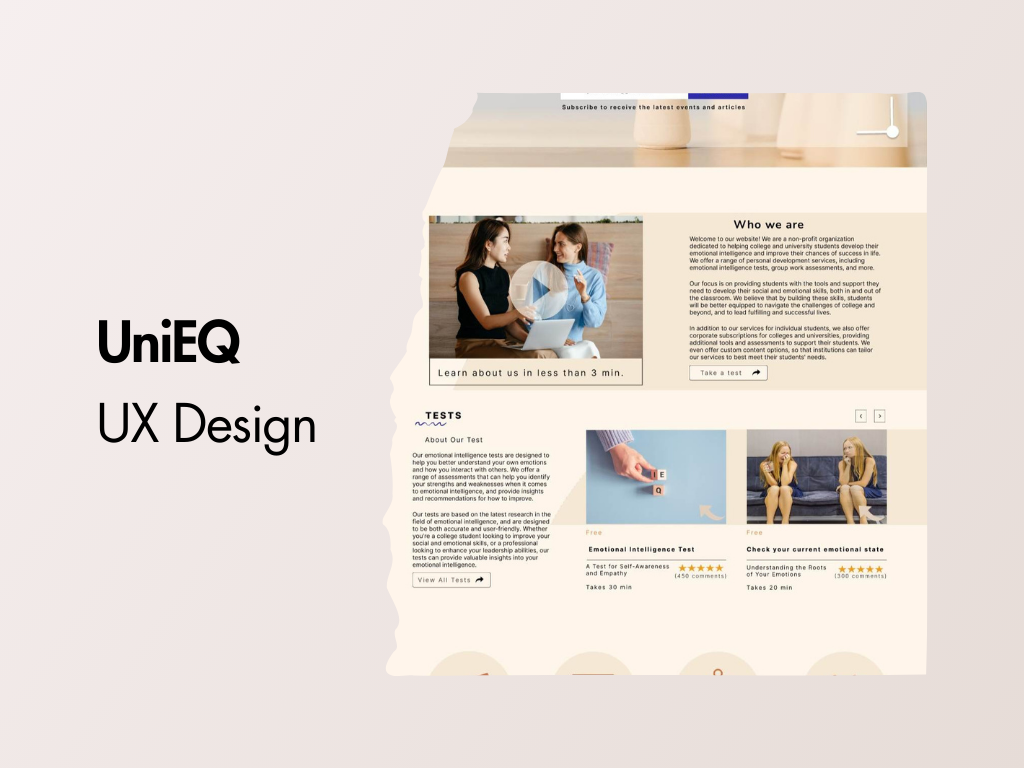 UniEQ
UX Design
Subscribe to receive the latest events and articles
Learn about us in less than 3 min.
Who we are
Welcome to our website! We are a non-profit organization
dedicated to helping college and university students develop their
emotional intelligence and improve their chances of success in life.
We offer a range of personal development services, including
emotional intelligence tests, group work assessments, and more.
Our focus is on providing students with the tools and support they
need to develop their social and emotional skills, both in and out of
the classroom. We believe that by building these skills, students
will be better equipped to navigate the challenges of college and
beyond, and to lead fulfilling and successful lives.
In addition to our services for individual students, we also offer
corporate subscriptions for colleges and universities, providing
additional tools and assessments to support their students. We
even offer custom content options, so that institutions can tailor
our services to best meet their students' needs.
Take a test
TESTS
About Our Test
Our emotional intelligence tests are designed to
help you better understand your own emotions
and how you interact with others. We offer a
range of assessments that can help you identify
your strengths and weaknesses when it comes
to emotional intelligence, and provide insights
and recommendations for how to improve.
Our tests are based on the latest research in the
field of emotional intelligence, and are designed
to be both accurate and user-friendly. Whether
you're a college student looking to improve your
social and emotional skills, or a professional
looking to enhance your leadership abilities, our
tests can provide valuable insights into your
emotional intelligence.
View All Tests
I E
Q
Free
Emotional Intelligence Test
A Test for Self-Awareness
and Empathy
(450 comments)
Takes 30 min
Free
Check your current emotional state
Understanding the Roots
of Your Emotions
(300 comments)
Takes 20 min